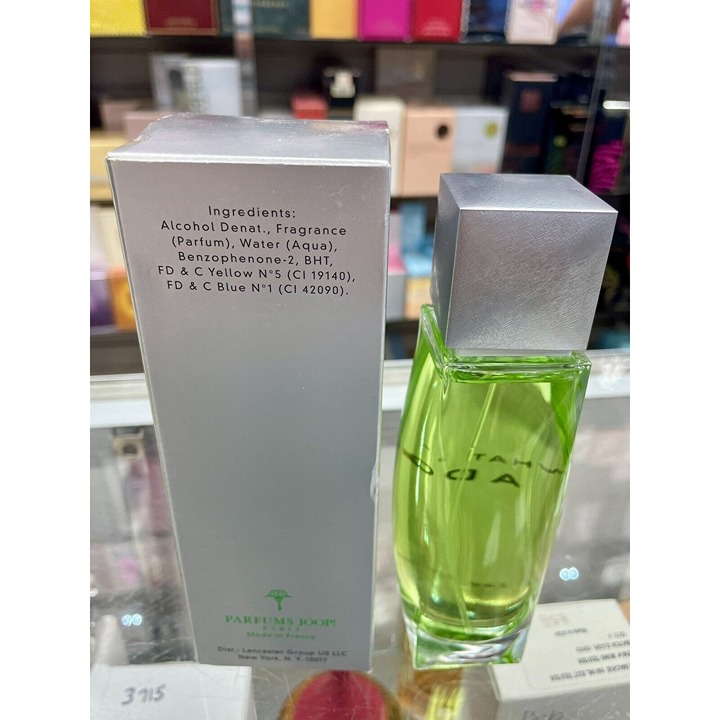 Ingredients:
Alcohol Denat., Fragrance
(Parfum), Water (Aqua),
Benzophenone-2, BHT,
FD & C Yellow N°5 (CI 19140),
FD & C Blue N°1 (CI 42090).
PARFUMS JOOP!
PARIS
Made in France
Dist.: Lancaster Group US LLC
New York, N.Y. 10017
WHAT
3715